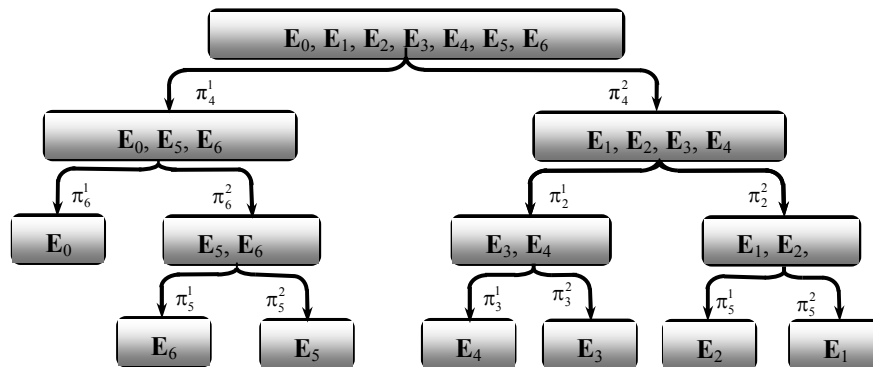 E₀, E₁, E₂, E₃, E₄, E₅, E₆
π₄¹ π₄²
E₀, E₅, E₆ E₁, E₂, E₃, E₄
π₆¹ π₆² π₂¹ π₂²
E₀ E₅, E₆ E₃, E₄ E₁, E₂,
π₅¹ π₅² π₃¹ π₃² π₅¹ π₅²
E₆ E₅ E₄ E₃ E₂ E₁